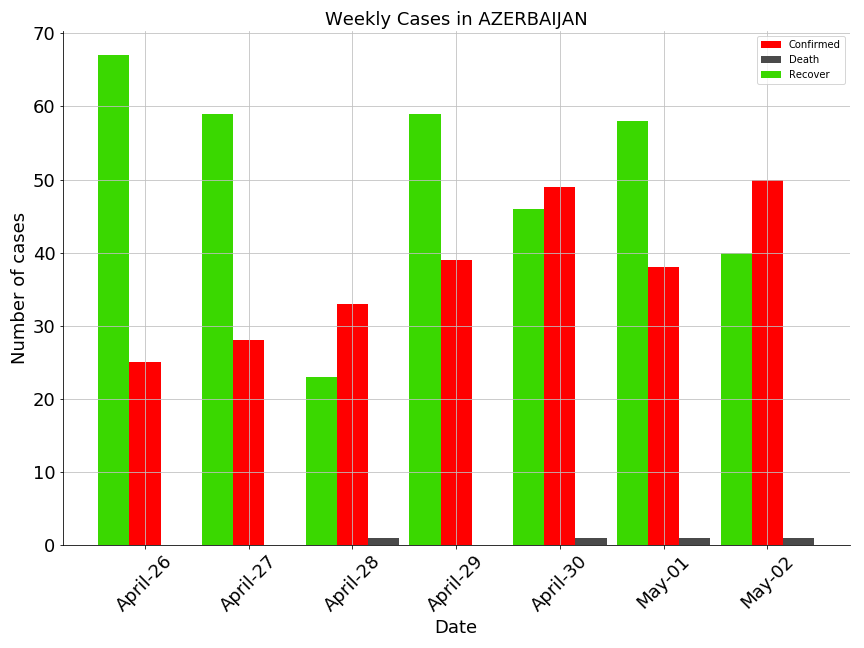 Weekly Cases in AZERBAIJAN
Confirmed
Death
Recover
Number of cases
70
60
50
40
30
20
10
0
April-26
April-27
April-28
April-29
April-30
May-01
May-02
Date